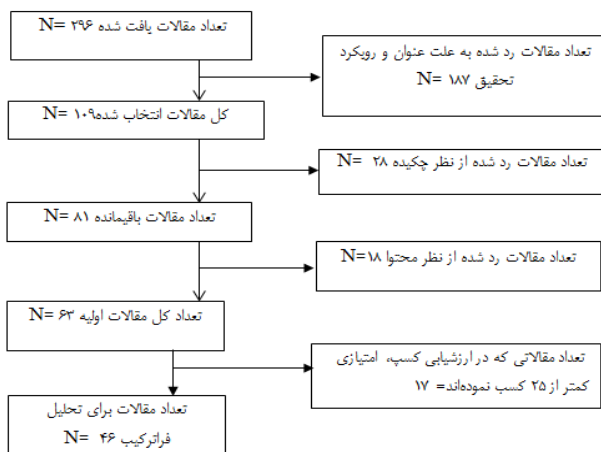 تعداد مقالات یافت شده N= ۲۹۶
تعداد مقالات رد شده به علت عنوان و رویکرد
تحقیق N= ۱۸۷
کل مقالات انتخاب شده N= ۱۰۹
تعداد مقالات رد شده از نظر چکیده N= ۲۸
تعداد مقالات باقیمانده N= ۸۱
تعداد مقالات رد شده از نظر محتوا N=۱۸
تعداد کل مقالات اولیه N= ۶۳
تعداد مقالاتی که در ارزشیابی کسپ، امتیازی
کمتر از ۲۵ کسب نموده‌اند= ۱۷
تعداد مقالات برای تحلیل
فراترکیب N= ۴۶